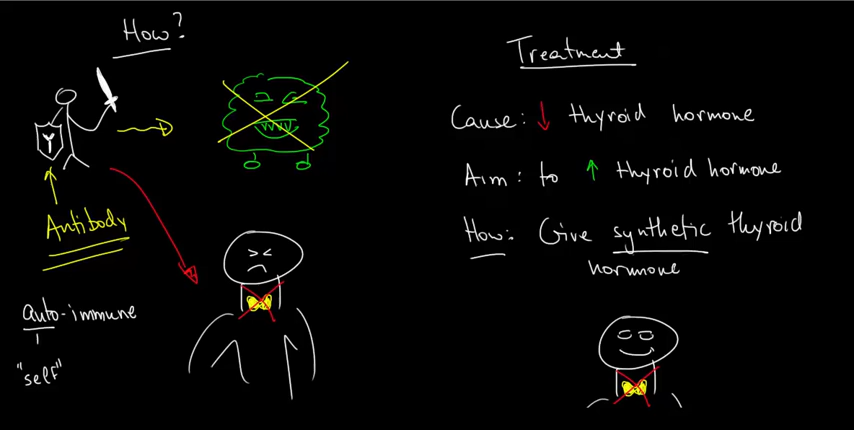 How?
Antibody
auto-immune
"self"
Treatment
Cause: ↓ thyroid hormone
Aim: to ↑ thyroid hormone
How: Give synthetic thyroid
hormone